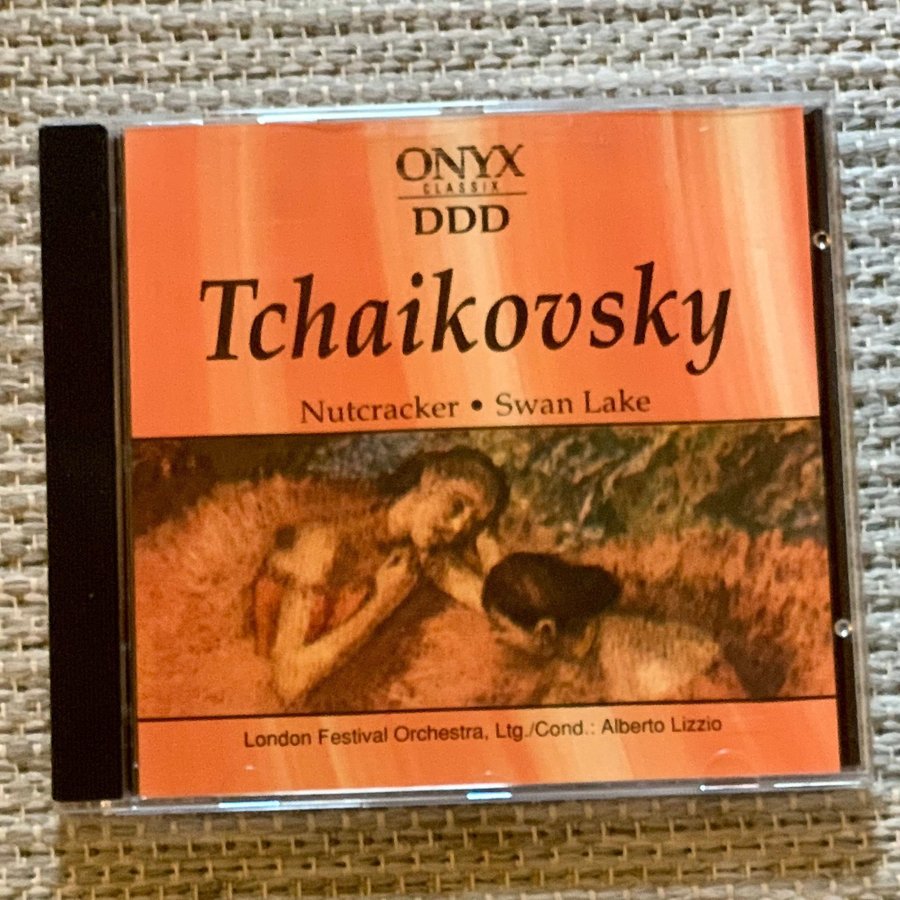 ONYX
CLASSIX
DDD
Tchaikovsky
Nutcracker • Swan Lake
London Festival Orchestra, Ltg./Cond.: Alberto Lizzio